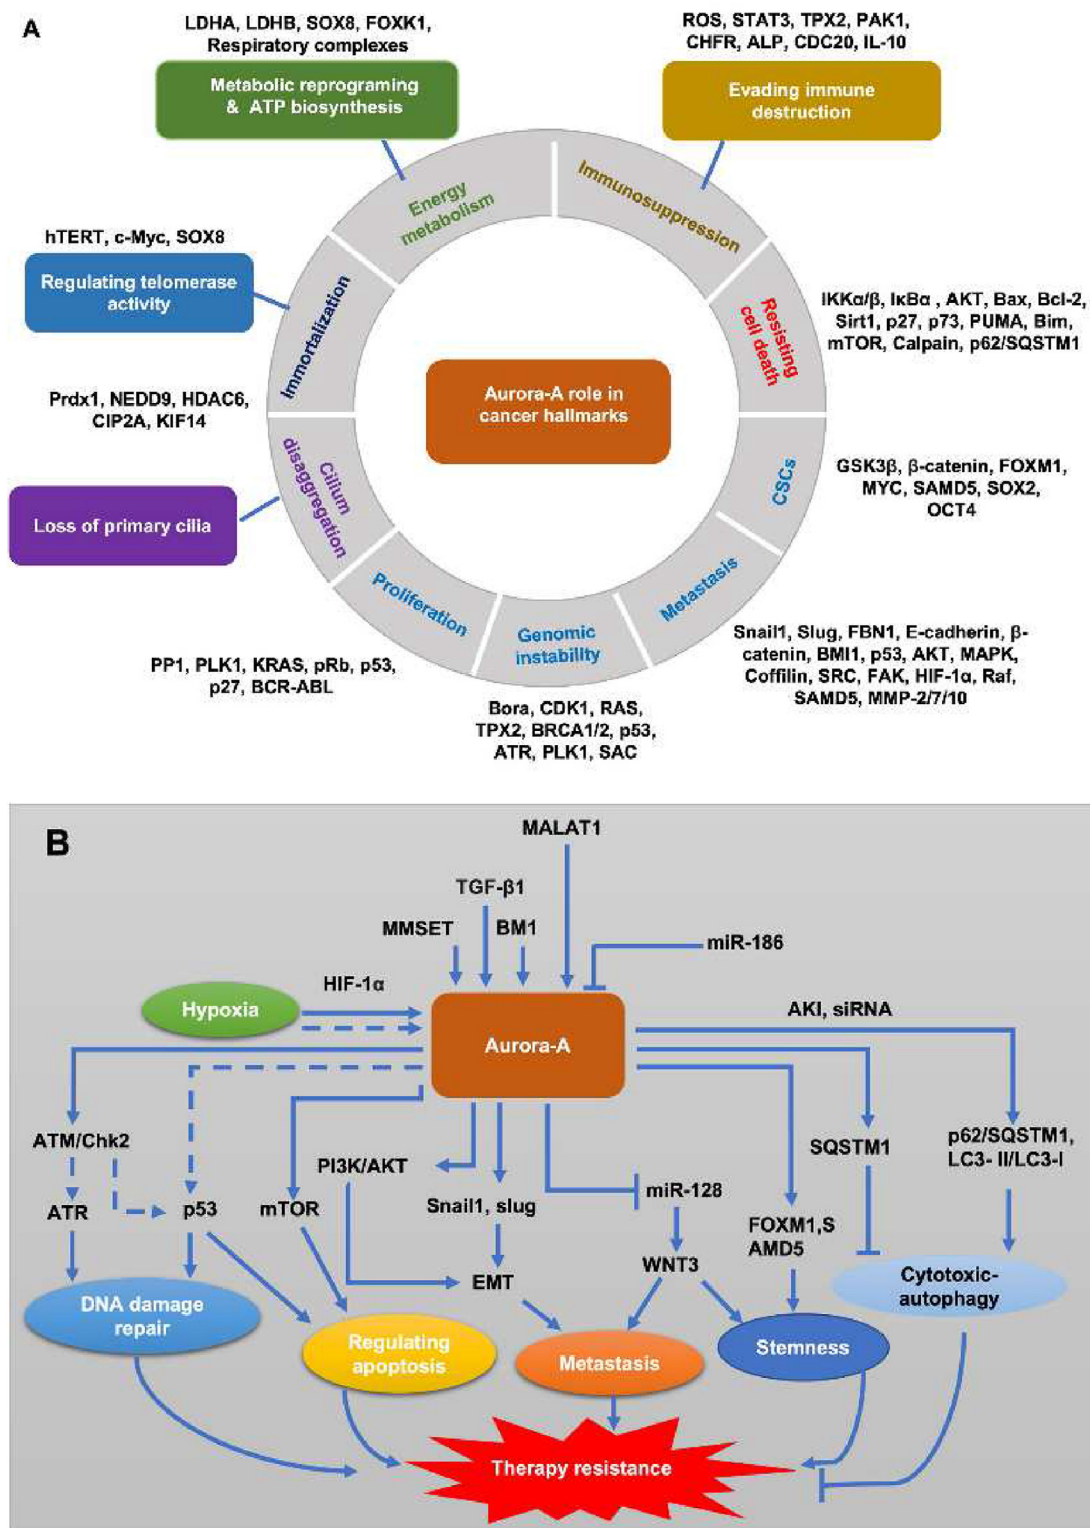 A
LDHA, LDHB, SOX8, FOXK1,
Respiratory complexes
Metabolic reprograming
& ATP biosynthesis
ROS, STAT3, TPX2, PAK1,
CHFR, ALP, CDC20, IL-10
Evading immune
destruction
Energy
metabolism
Immunosuppression
hTERT, c-Myc, SOX8
Regulating telomerase
activity
Immortalization
Resisting
cell death
IKKα/β, IκBα , AKT, Bax, Bcl-2,
Sirt1, p27, p73, PUMA, Bim,
mTOR, Calpain, p62/SQSTM1
Aurora-A role in
cancer hallmarks
Prdx1, NEDD9, HDAC6,
CIP2A, KIF14
Loss of primary cilia
Cilium
disaggregation
CSCs
GSK3β, β-catenin, FOXM1,
MYC, SAMD5, SOX2,
OCT4
Proliferation
Genomic
instability
Metastasis
PP1, PLK1, KRAS, pRb, p53,
p27, BCR-ABL
Bora, CDK1, RAS,
TPX2, BRCA1/2, p53,
ATR, PLK1, SAC
Snail1, Slug, FBN1, E-cadherin, β-
catenin, BMI1, p53, AKT, MAPK,
Coffilin, SRC, FAK, HIF-1α, Raf,
SAMD5, MMP-2/7/10
B
MALAT1
TGF-β1
MMSET
BM1
miR-186
Hypoxia
HIF-1α
Aurora-A
AKI, siRNA
ATM/Chk2
ATR
p53
mTOR
PI3K/AKT
Snail1, slug
EMT
miR-128
WNT3
FOXM1,S
AMD5
SQSTM1
p62/SQSTM1,
LC3- II/LC3-I
DNA damage
repair
Regulating
apoptosis
Metastasis
Stemness
Cytotoxic-
autophagy
Therapy resistance